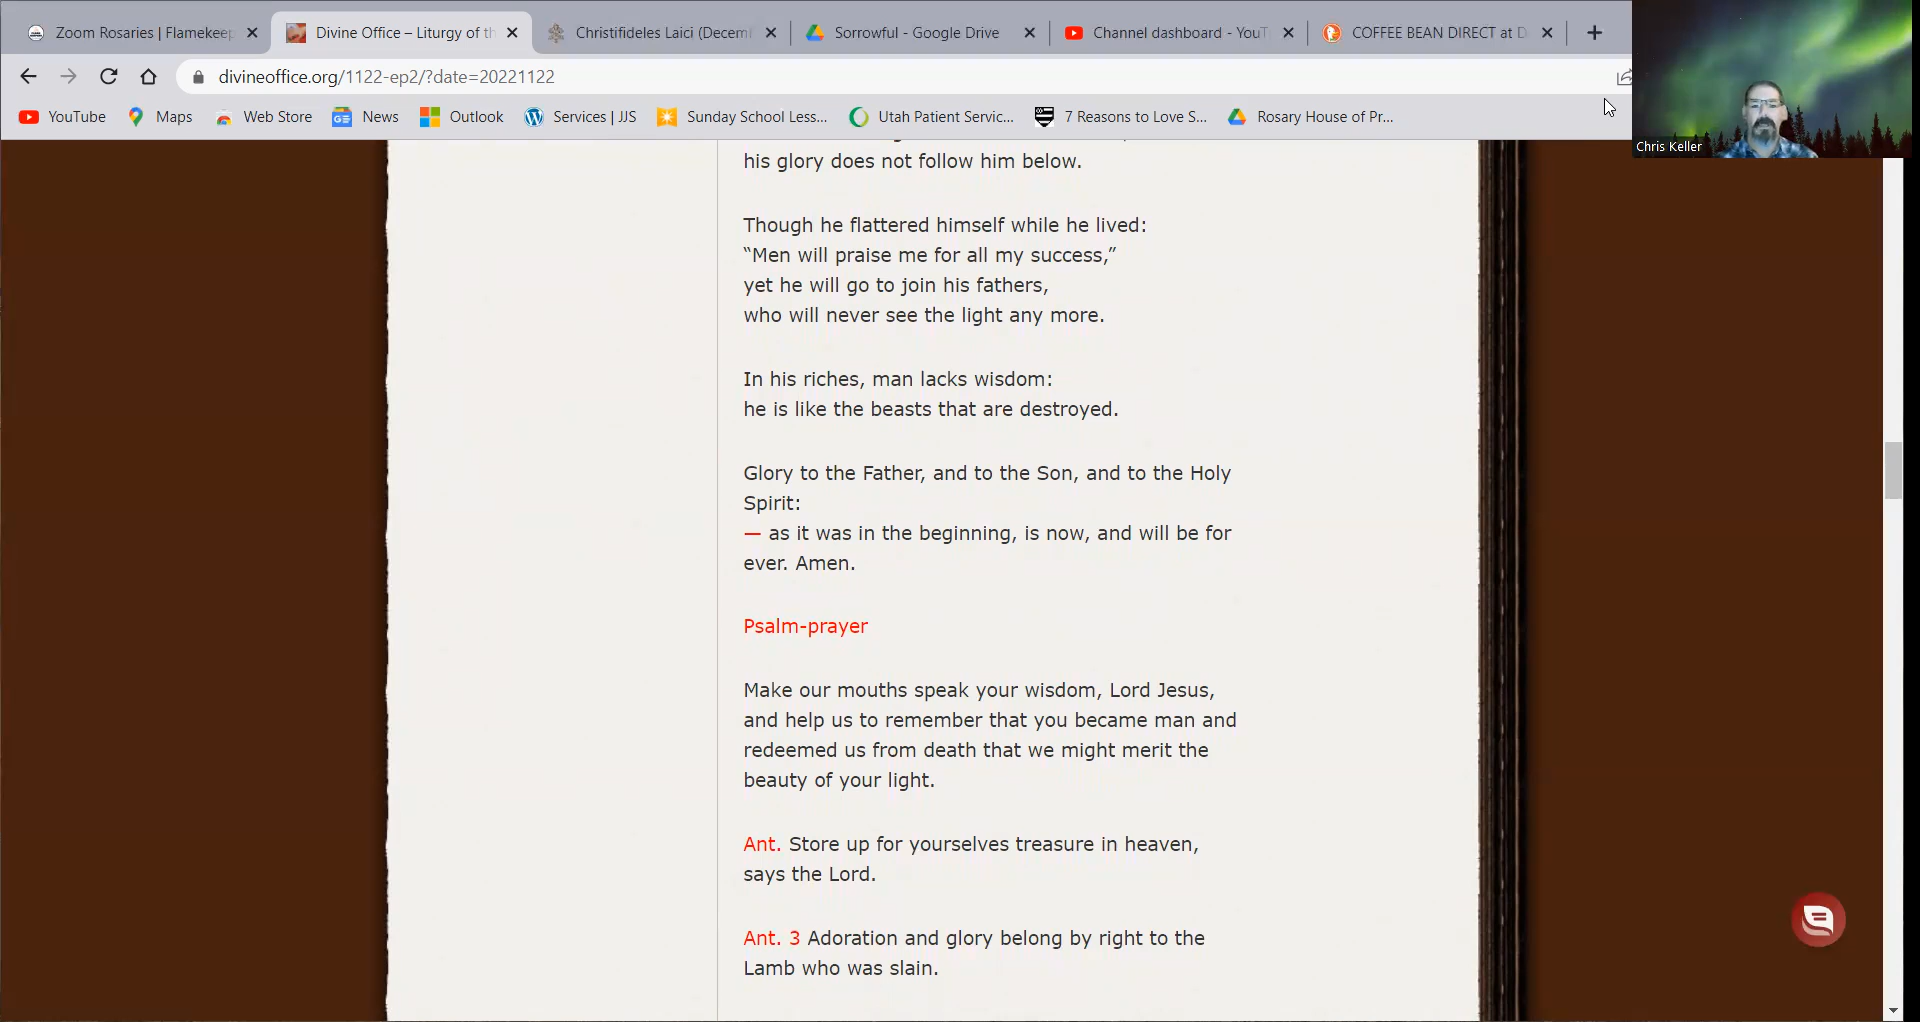 Zoom Rosaries | Flamekeep
Divine Office – Liturgy of th
Christifideles Laici (Decem
Sorrowful - Google Drive
Channel dashboard - YouT
COFFEE BEAN DIRECT at D
divineoffice.org/1122-ep2/?date=20221122
YouTube
Maps
Web Store
News
Outlook
Services | JJS
Sunday School Less...
Utah Patient Servic...
7 Reasons to Love S...
Rosary House of Pr...
Chris Keller
his glory does not follow him below.
Though he flattered himself while he lived:
“Men will praise me for all my success,”
yet he will go to join his fathers,
who will never see the light any more.
In his riches, man lacks wisdom:
he is like the beasts that are destroyed.
Glory to the Father, and to the Son, and to the Holy
Spirit:
— as it was in the beginning, is now, and will be for
ever. Amen.
Psalm-prayer
Make our mouths speak your wisdom, Lord Jesus,
and help us to remember that you became man and
redeemed us from death that we might merit the
beauty of your light.
Ant. Store up for yourselves treasure in heaven,
says the Lord.
Ant. 3 Adoration and glory belong by right to the
Lamb who was slain.